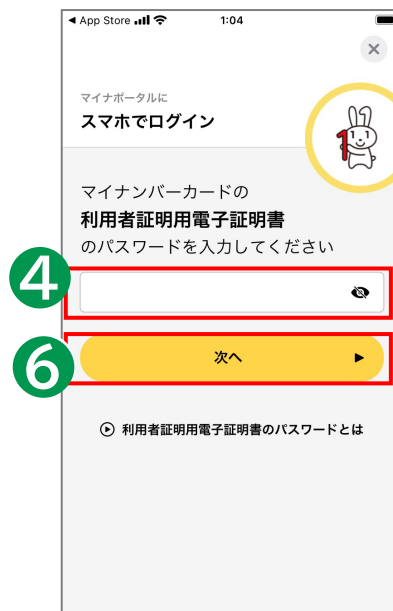 App Store 1:04
マイナポータルに
スマホでログイン
1
マイナンバーカードの
利用者証明用電子証明書
のパスワードを入力してください
4
6 次へ
利用者証明用電子証明書のパスワードとは